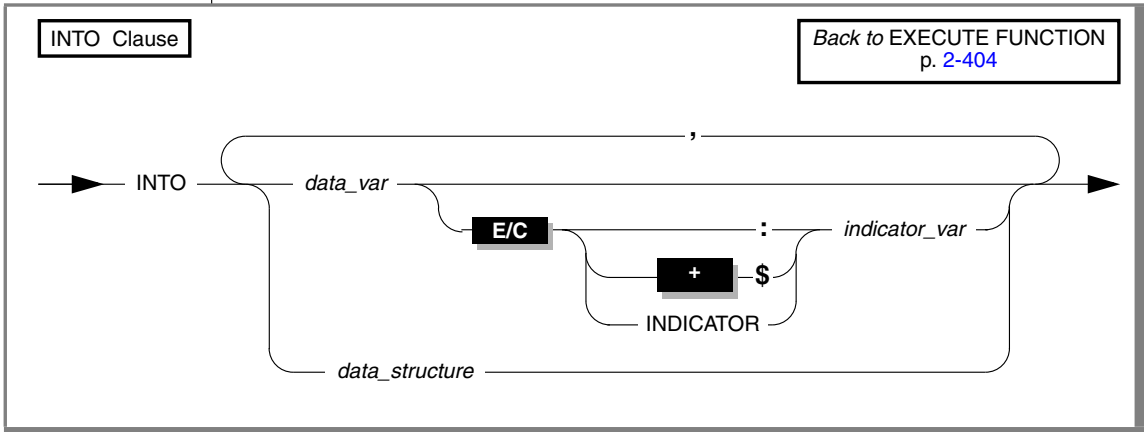 INTO Clause
Back to EXECUTE FUNCTION
p. 2-404
,
INTO data_var
E/C : indicator_var
+ $
INDICATOR
data_structure